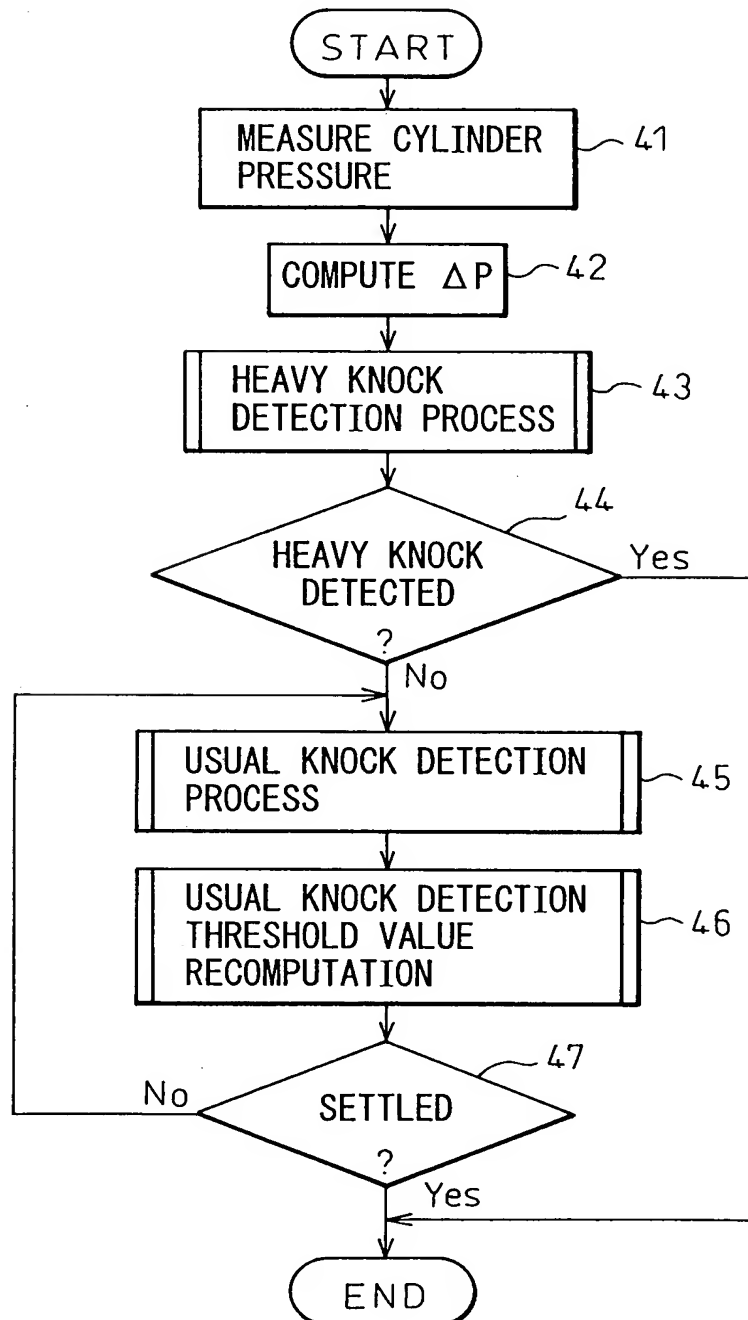 START
MEASURE CYLINDER
PRESSURE
41
COMPUTE ΔP
42
HEAVY KNOCK
DETECTION PROCESS
43
44
HEAVY KNOCK
DETECTED
?
Yes
No
USUAL KNOCK DETECTION
PROCESS
45
USUAL KNOCK DETECTION
THRESHOLD VALUE
RECOMPUTATION
46
47
No
SETTLED
?
Yes
END